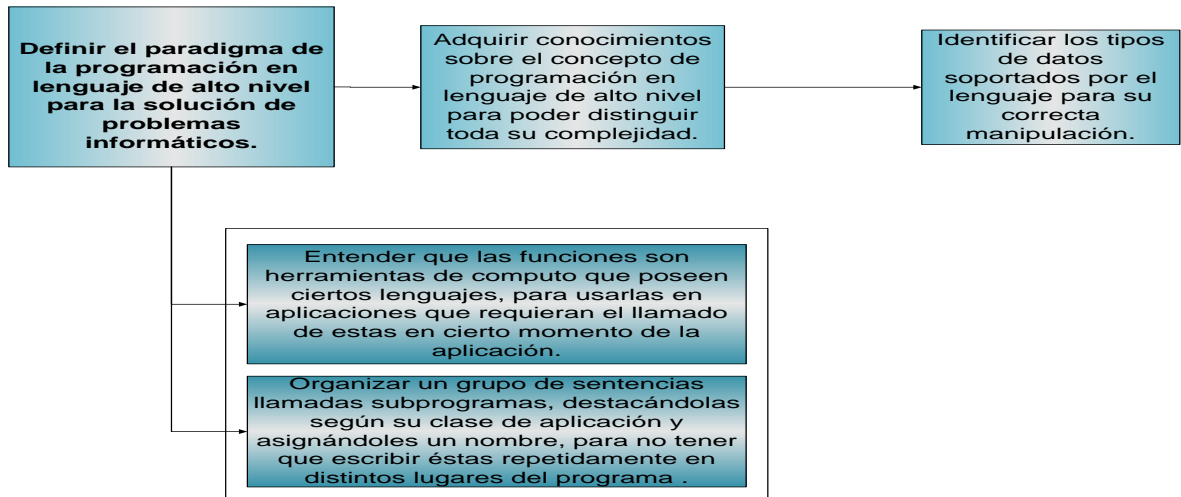 Definir el paradigma de
la programación en
lenguaje de alto nivel
para la solución de
problemas
informáticos.
Adquirir conocimientos
sobre el concepto de
programación en
lenguaje de alto nivel
para poder distinguir
toda su complejidad.
Identificar los tipos
de datos
soportados por el
lenguaje para su
correcta
manipulación.
Entender que las funciones son
herramientas de computo que poseen
ciertos lenguajes, para usarlas en
aplicaciones que requieran el llamado
de estas en cierto momento de la
aplicación.
Organizar un grupo de sentencias
llamadas subprogramas, destacándolas
según su clase de aplicación y
asignándoles un nombre, para no tener
que escribir éstas repetidamente en
distintos lugares del programa .